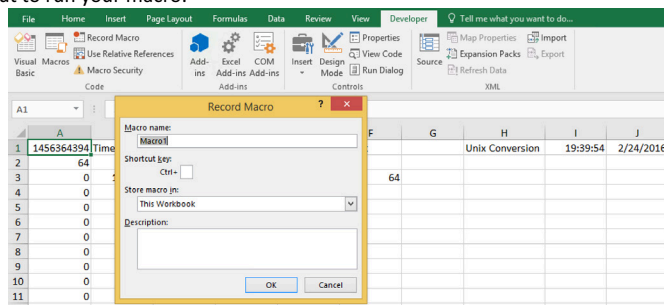 to run your macro.
File Home Insert Page Layout Formulas Data Review View Developer Tell me what you want to do...
Visual Basic Macros Record Macro Use Relative References Macro Security Code
Add-ins Excel Add-ins COM Add-ins Add-ins
Insert Design Mode Properties View Code Run Dialog Controls
Source Map Properties Expansion Packs Refresh Data Import Export XML
A1
Record Macro ? ×
Macro name:
Macro1
Shortcut key:
Ctrl+
Store macro in:
This Workbook
Description:
OK Cancel
A F G H I J
1 1456364394 Time Unix Conversion 19:39:54 2/24/2016
2 64
3 0 64
4 0
5 0
6 0
7 0
8 0
9 0
10 0
11 0